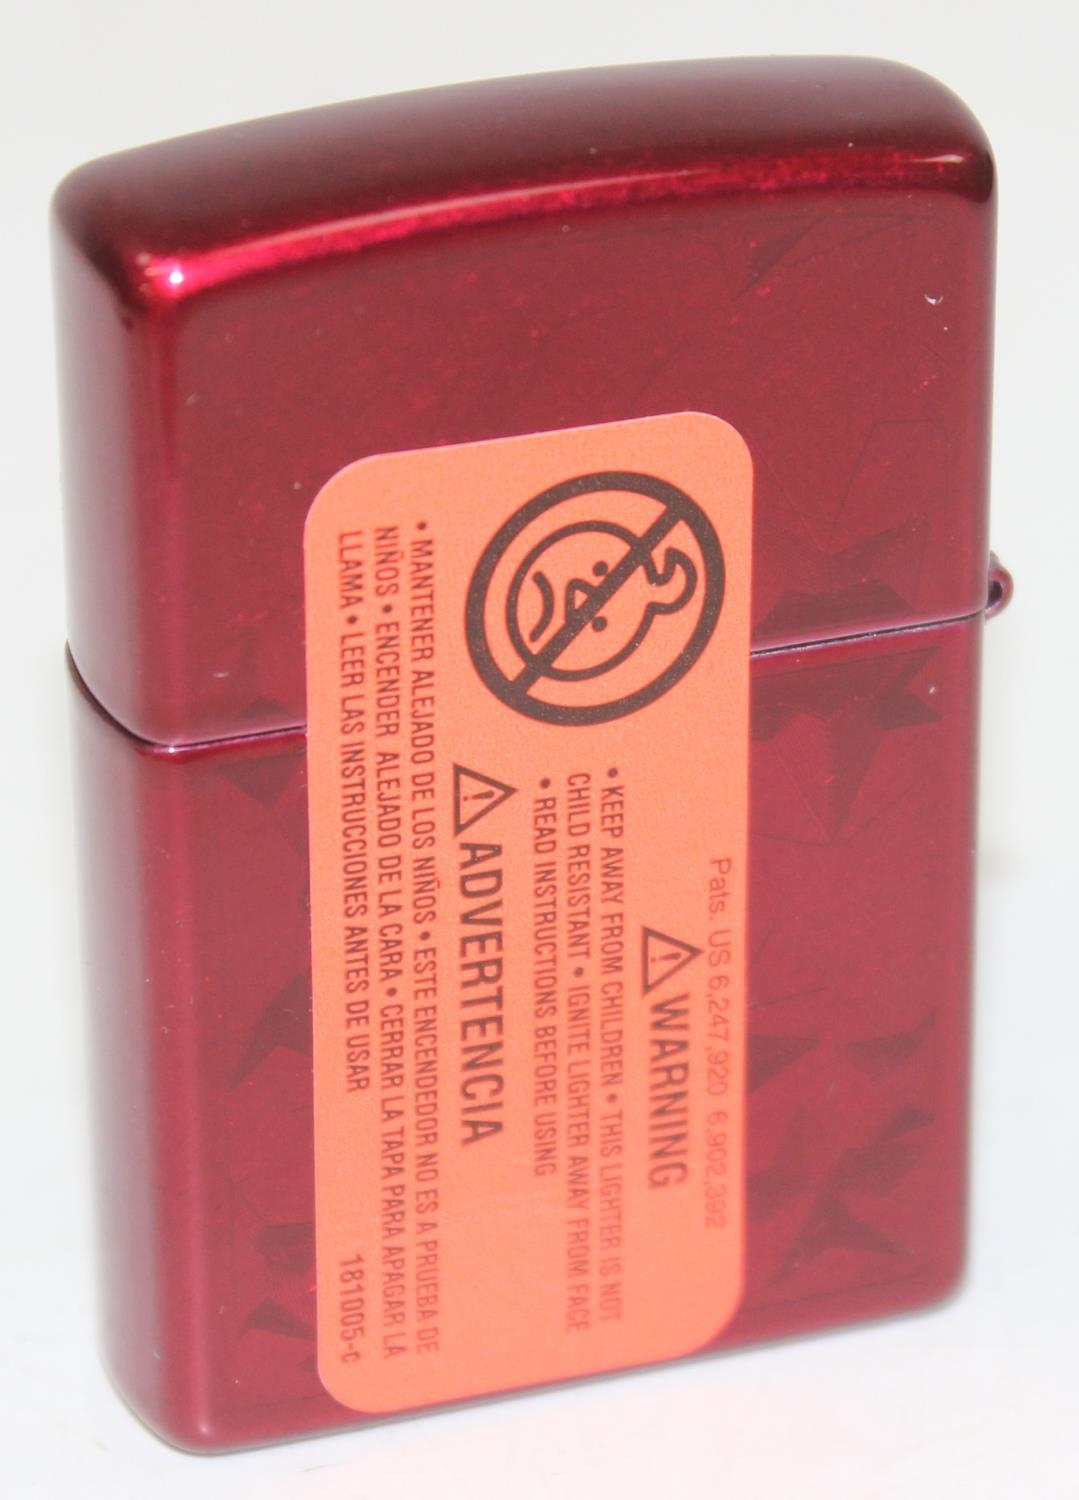 Pats. US 6,247,920 6,902,392
WARNING
• KEEP AWAY FROM CHILDREN • THIS LIGHTER IS NOT
CHILD RESISTANT • IGNITE LIGHTER AWAY FROM FACE
• READ INSTRUCTIONS BEFORE USING
ADVERTENCIA
• MANTENER ALEJADO DE LOS NIÑOS • ESTE ENCENDEDOR NO ES A PRUEBA DE
NIÑOS • ENCENDER ALEJADO DE LA CARA • CERRAR LA TAPA PARA APAGAR LA
LLAMA • LEER LAS INSTRUCCIONES ANTES DE USAR
181005-c